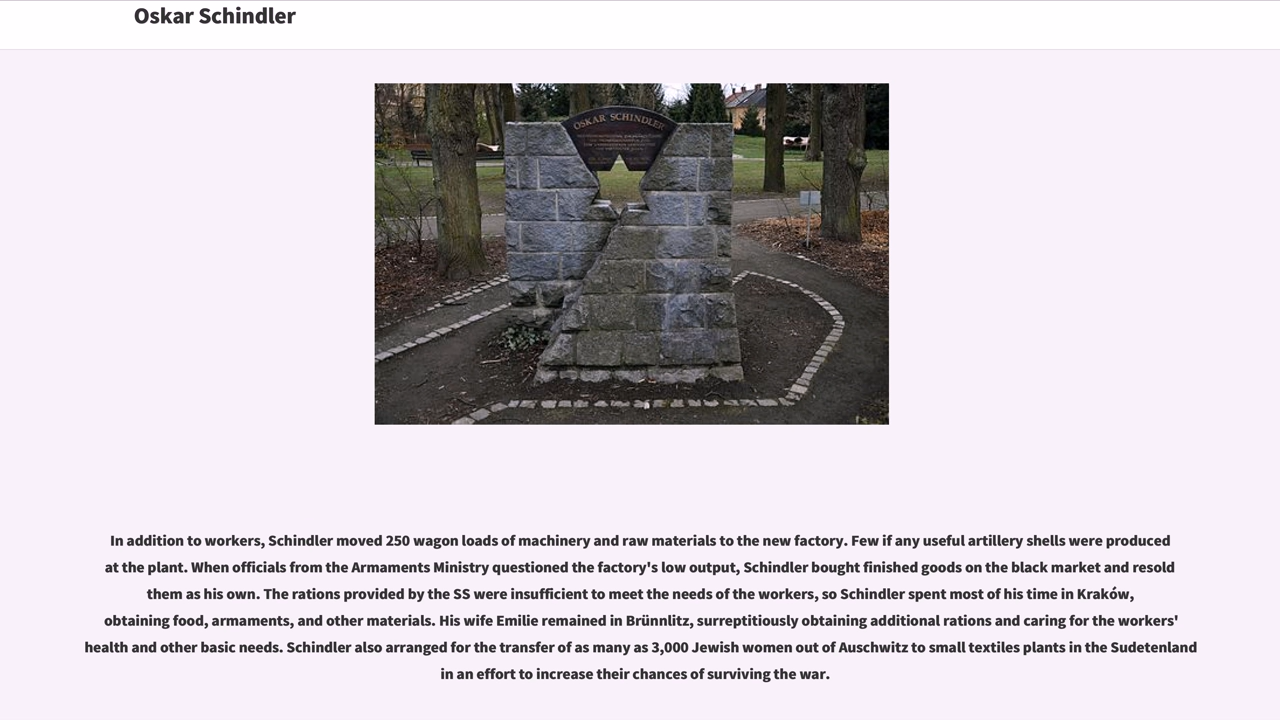 Oskar Schindler
OSKAR SCHINDLER
In addition to workers, Schindler moved 250 wagon loads of machinery and raw materials to the new factory. Few if any useful artillery shells were produced
at the plant. When officials from the Armaments Ministry questioned the factory's low output, Schindler bought finished goods on the black market and resold
them as his own. The rations provided by the SS were insufficient to meet the needs of the workers, so Schindler spent most of his time in Kraków,
obtaining food, armaments, and other materials. His wife Emilie remained in Brünnlitz, surreptitiously obtaining additional rations and caring for the workers'
health and other basic needs. Schindler also arranged for the transfer of as many as 3,000 Jewish women out of Auschwitz to small textiles plants in the Sudetenland
in an effort to increase their chances of surviving the war.